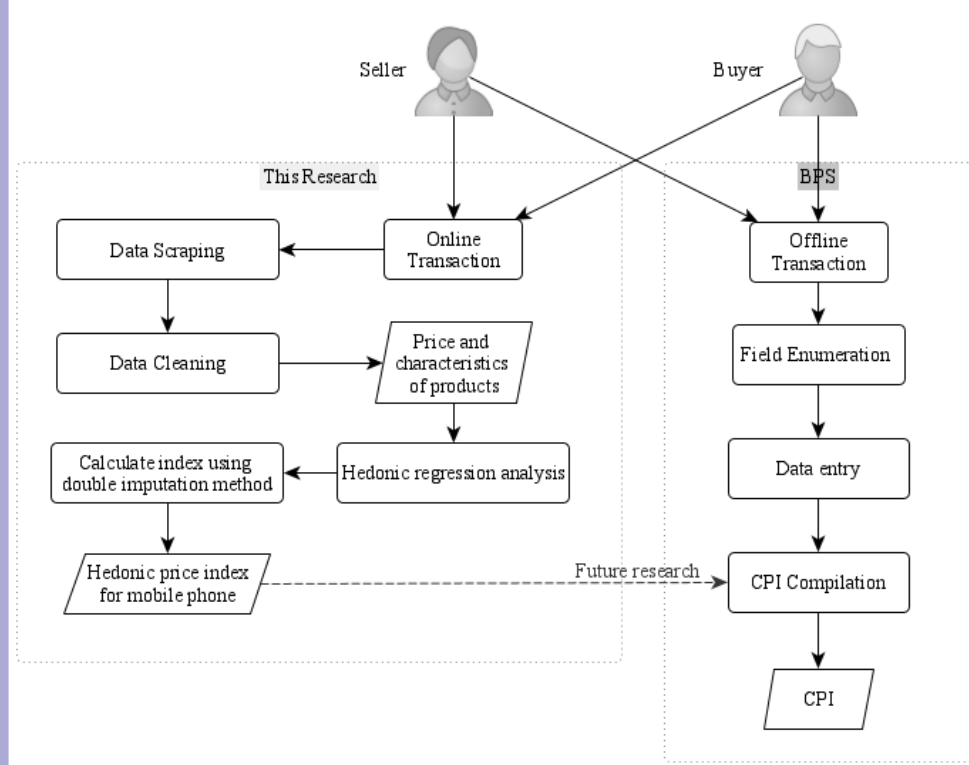 Seller
Buyer
This Research
BPS
Online
Transaction
Data Scraping
Offline
Transaction
Data Cleaning
Price and
characteristics
of products
Field Enumeration
Calculate index using
double imputation method
Hedonic regression analysis
Data entry
Hedonic price index
for mobile phone
Future research
CPI Compilation
CPI